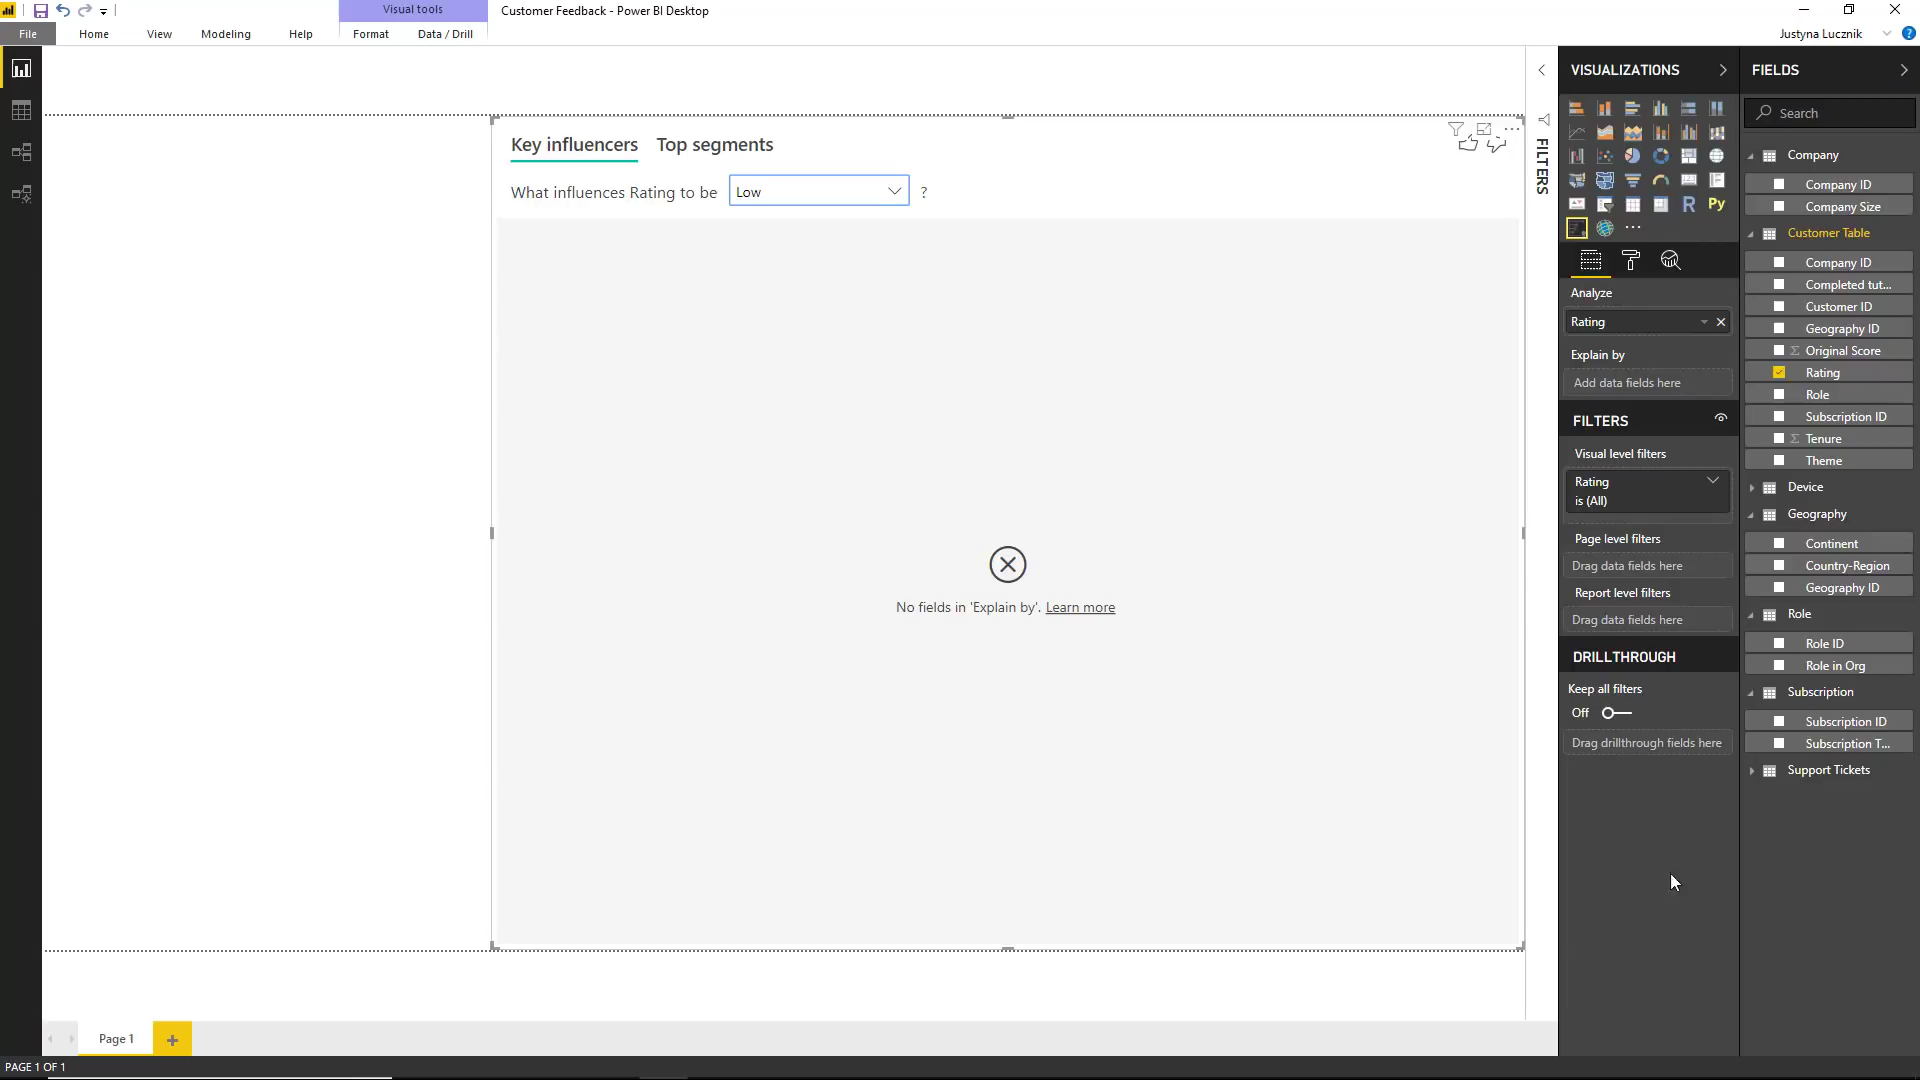 Visual tools
Customer Feedback - Power BI Desktop
File
Home
View
Modeling
Help
Format
Data / Drill
Justyna Lucznik
?
Key influencers
Top segments
What influences Rating to be
Low
?
No fields in 'Explain by'. Learn more
FILTERS
VISUALIZATIONS
R
Py
Analyze
Rating
Explain by
Add data fields here
FILTERS
Visual level filters
Rating
is (All)
Page level filters
Drag data fields here
Report level filters
Drag data fields here
DRILLTHROUGH
Keep all filters
Off
Drag drillthrough fields here
FIELDS
Search
Company
Company ID
Company Size
Customer Table
Company ID
Completed tut...
Customer ID
Geography ID
Σ Original Score
Rating
Role
Subscription ID
Σ Tenure
Theme
Device
Geography
Continent
Country-Region
Geography ID
Role
Role ID
Role in Org
Subscription
Subscription ID
Subscription T...
Support Tickets
Page 1
PAGE 1 OF 1